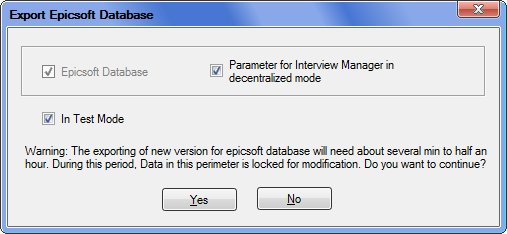 Export Epicsoft Database
Epicsoft Database
Parameter for Interview Manager in
decentralized mode
In Test Mode
Warning: The exporting of new version for epicsoft database will need about several min to half an
hour. During this period, Data in this perimeter is locked for modification. Do you want to continue?
Yes
No